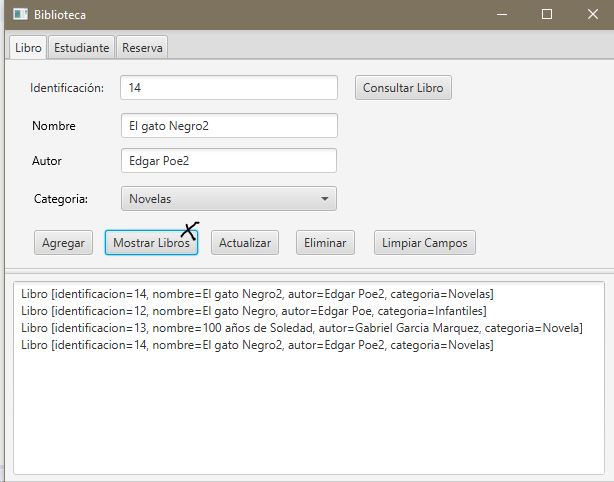 Biblioteca
Libro Estudiante Reserva
Identificación: 14 Consultar Libro
Nombre El gato Negro2
Autor Edgar Poe2
Categoria: Novelas
Agregar Mostrar Libros Actualizar Eliminar Limpiar Campos
Libro [identificacion=14, nombre=El gato Negro2, autor=Edgar Poe2, categoria=Novelas]
Libro [identificacion=12, nombre=El gato Negro, autor=Edgar Poe, categoria=Infantiles]
Libro [identificacion=13, nombre=100 años de Soledad, autor=Gabriel Garcia Marquez, categoria=Novela]
Libro [identificacion=14, nombre=El gato Negro2, autor=Edgar Poe2, categoria=Novelas]